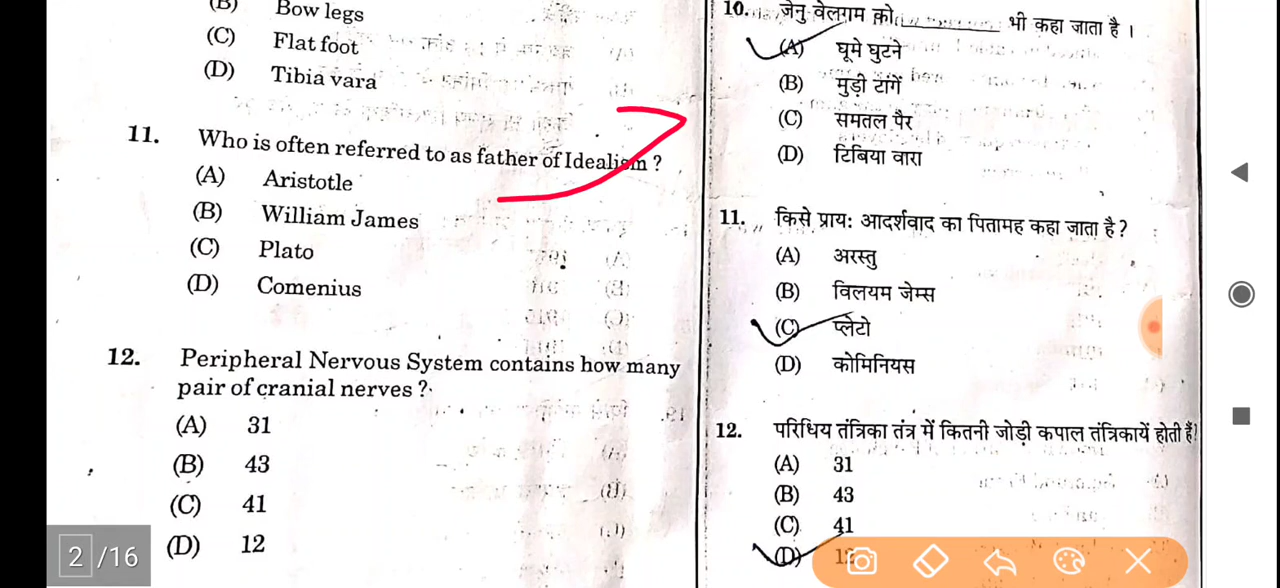 (B) Bow legs
(C) Flat foot
(D) Tibia vara
11. Who is often referred to as father of Idealism ?
(A) Aristotle
(B) William James
(C) Plato
(D) Comenius
12. Peripheral Nervous System contains how many
pair of cranial nerves ?
(A) 31
(B) 43
(C) 41
(D) 12
2 /16
10. जेनु वेलगम को ____________ भी कहा जाता है ।
(A) घूमे घुटने
(B) मुड़ी टांगें
(C) समतल पैर
(D) टिबिया वारा
11. किसे प्राय: आदर्शवाद का पितामह कहा जाता है ?
(A) अरस्तु
(B) विलयम जेम्स
(C) प्लेटो
(D) कोमिनियस
12. परिधिय तंत्रिका तंत्र में कितनी जोड़ी कपाल तंत्रिकायें होती हैं
(A) 31
(B) 43
(C) 41
(D) 12